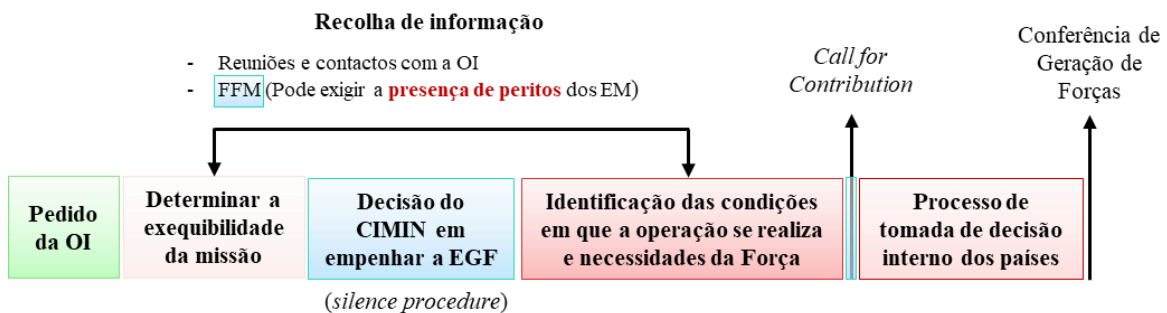 Recolha de informação
- Reuniões e contactos com a OI
- FFM (Pode exigir a presença de peritos dos EM)
Call for
Contribution
Conferência de
Geração de
Forças
Pedido
da OI
Determinar a
exequibilidade
da missão
Decisão do
CIMIN em
empenhar a EGF
(silence procedure)
Identificação das condições
em que a operação se realiza
e necessidades da Força
Processo de
tomada de decisão
interno dos países